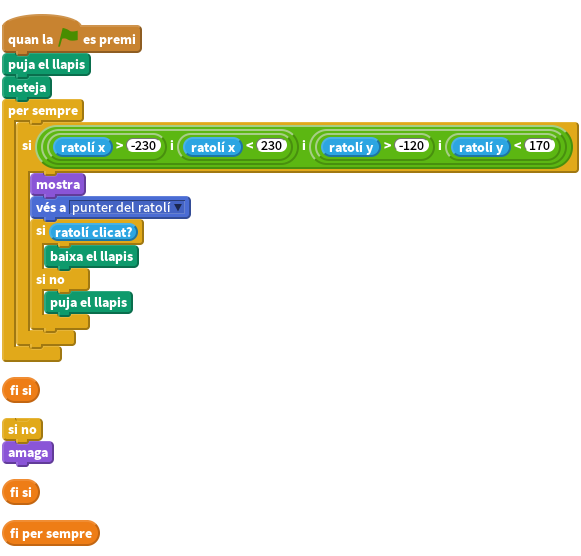 quan la es premi
puja el llapis
neteja
per sempre
si ratolí x > -230 i ratolí x < 230 i ratolí y > -120 i ratolí y < 170
mostra
vés a punter del ratolí
si ratolí clicat?
baixa el llapis
si no
puja el llapis
fi si
si no
amaga
fi si
fi per sempre